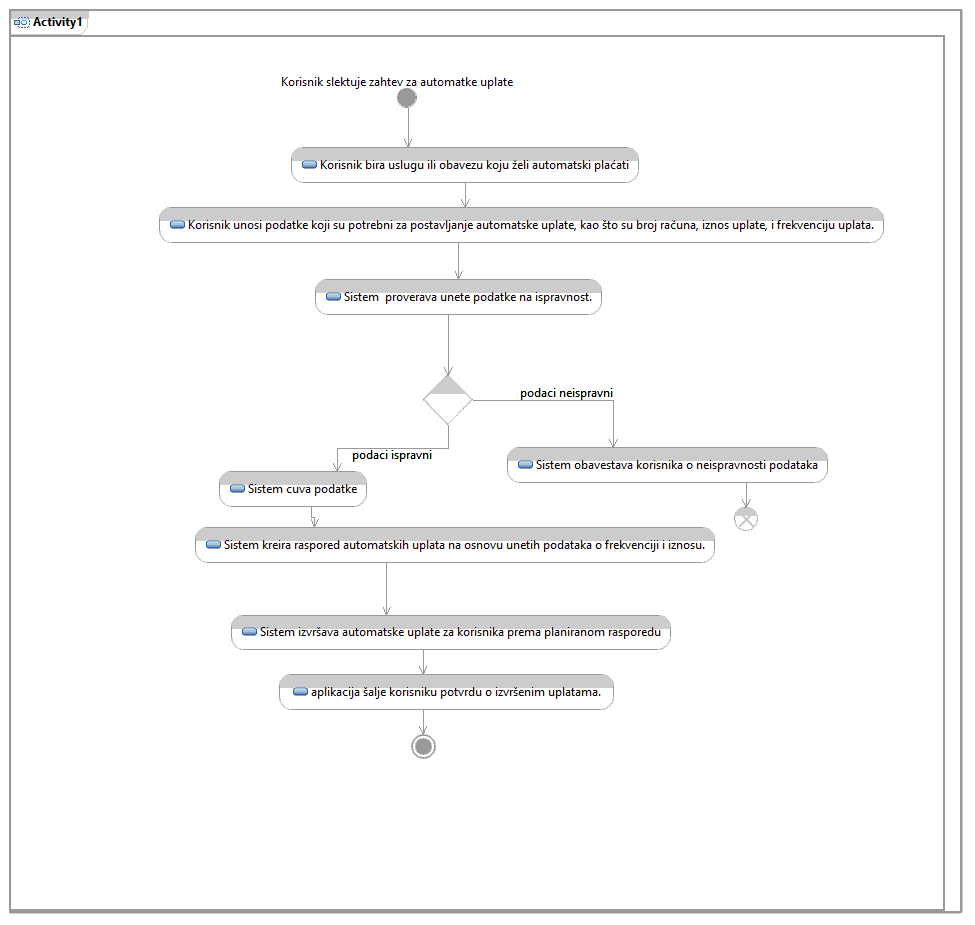 Activity1
Korisnik slektuje zahtev za automatke uplate
Korisnik bira uslugu ili obavezu koju želi automatski plaćati
Korisnik unosi podatke koji su potrebni za postavljanje automatske uplate, kao što su broj računa, iznos uplate, i frekvenciju uplata.
Sistem  proverava unete podatke na ispravnost.
podaci neispravni
podaci ispravni
Sistem obavestava korisnika o neispravnosti podataka
Sistem cuva podatke
Sistem kreira raspored automatskih uplata na osnovu unetih podataka o frekvenciji i iznosu.
Sistem izvršava automatske uplate za korisnika prema planiranom rasporedu
aplikacija šalje korisniku potvrdu o izvršenim uplatama.